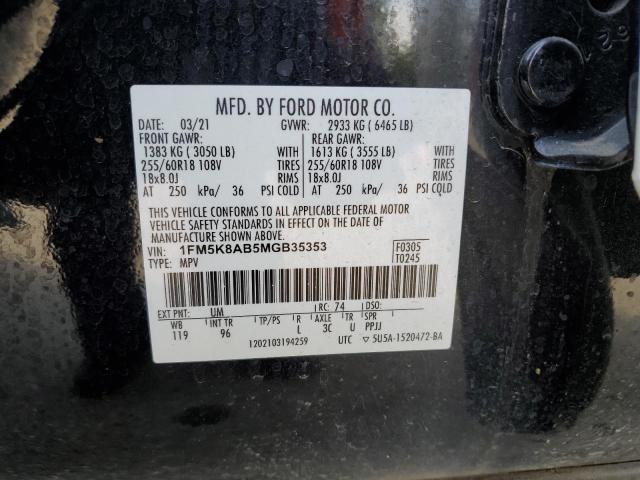 MFD. BY FORD MOTOR CO.
DATE: 03/21 GVWR: 2933 KG ( 6465 LB)
FRONT GAWR: REAR GAWR:
1383 KG ( 3050 LB) WITH 1613 KG ( 3555 LB) WITH
255/60R18 108V TIRES 255/60R18 108V TIRES
18x8.0J RIMS 18x8.0J RIMS
AT 250 kPa/ 36 PSI COLD AT 250 kPa/ 36 PSI COLD
THIS VEHICLE CONFORMS TO ALL APPLICABLE FEDERAL MOTOR
VEHICLE SAFETY STANDARDS IN EFFECT ON THE DATE OF
MANUFACTURE SHOWN ABOVE.
VIN: 1FM5K8AB5MGB35353 F0305
TYPE: MPV T0245
EXT PNT: UM RC: 74 DSO:
WB INT TR TP/PS R AXLE TR SPR
119 96 L 3C U PPJJ
1202103194259 UTC ▽ 5U5A-1520472-BA